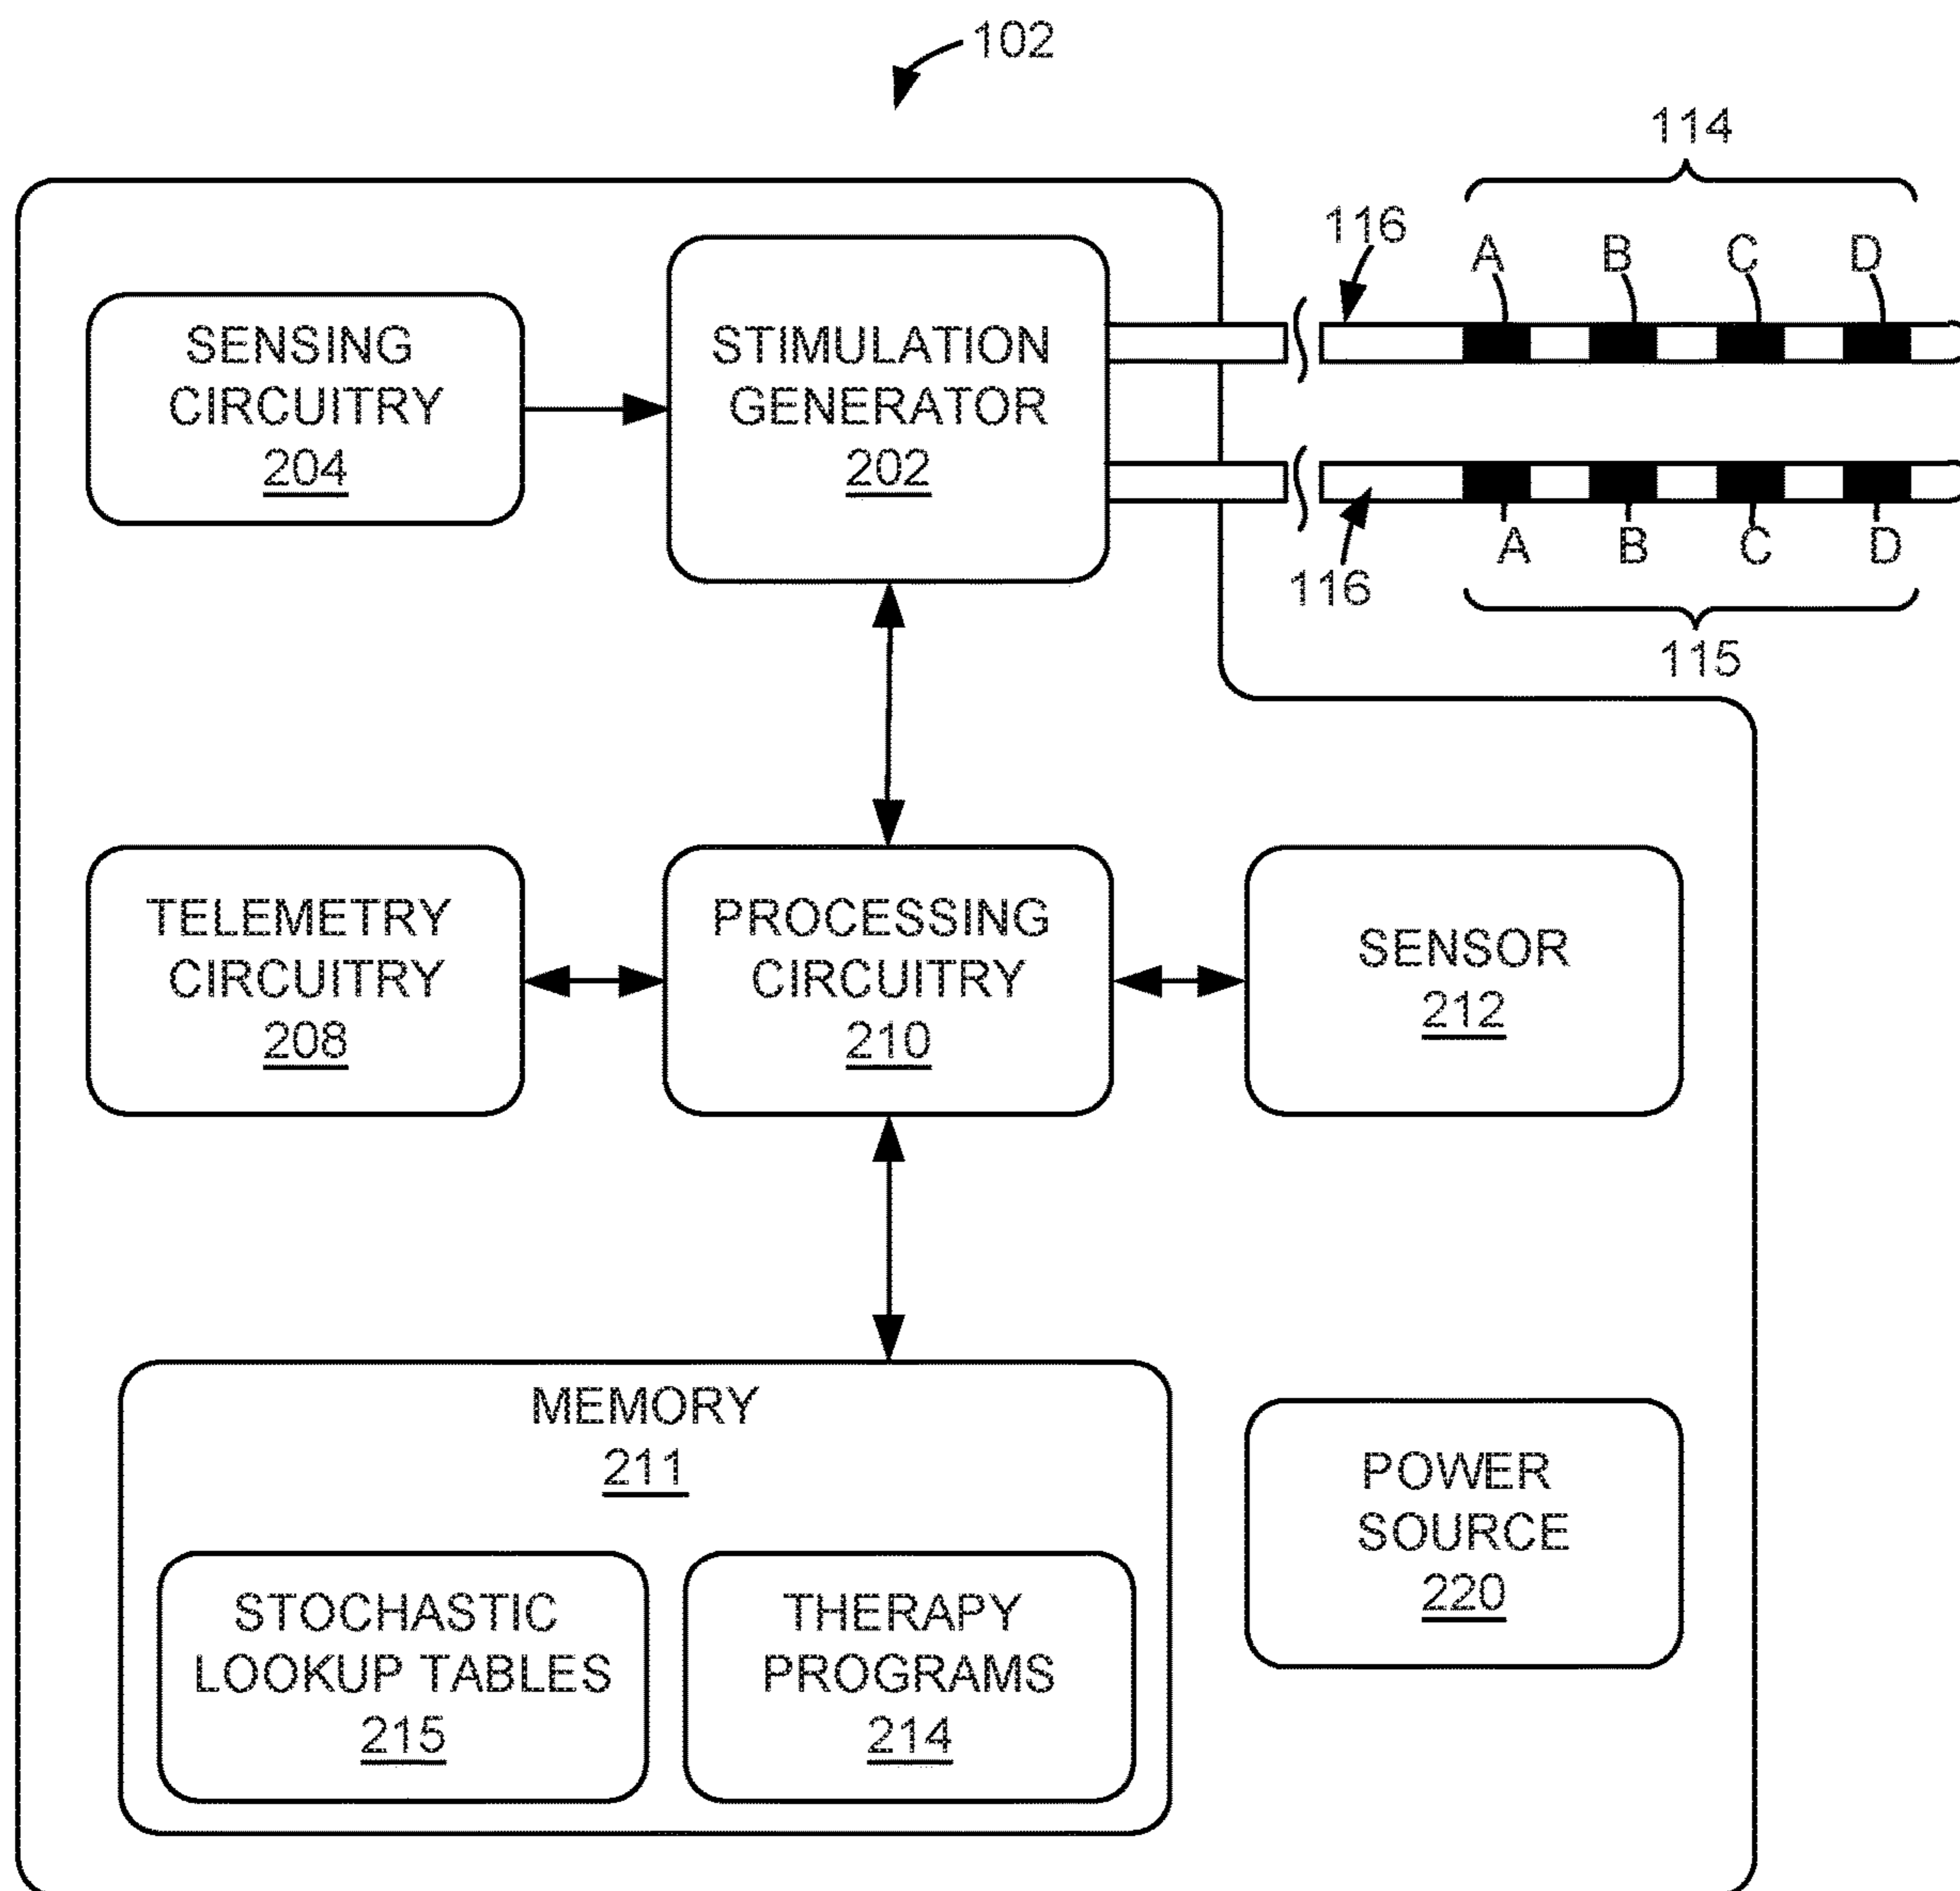 102
114
116
A B C D
SENSING
CIRCUITRY
204
STIMULATION
GENERATOR
202
A B C D
116
115
TELEMETRY
CIRCUITRY
208
PROCESSING
CIRCUITRY
210
SENSOR
212
MEMORY
211
STOCHASTIC
LOOKUP TABLES
215
THERAPY
PROGRAMS
214
POWER
SOURCE
220